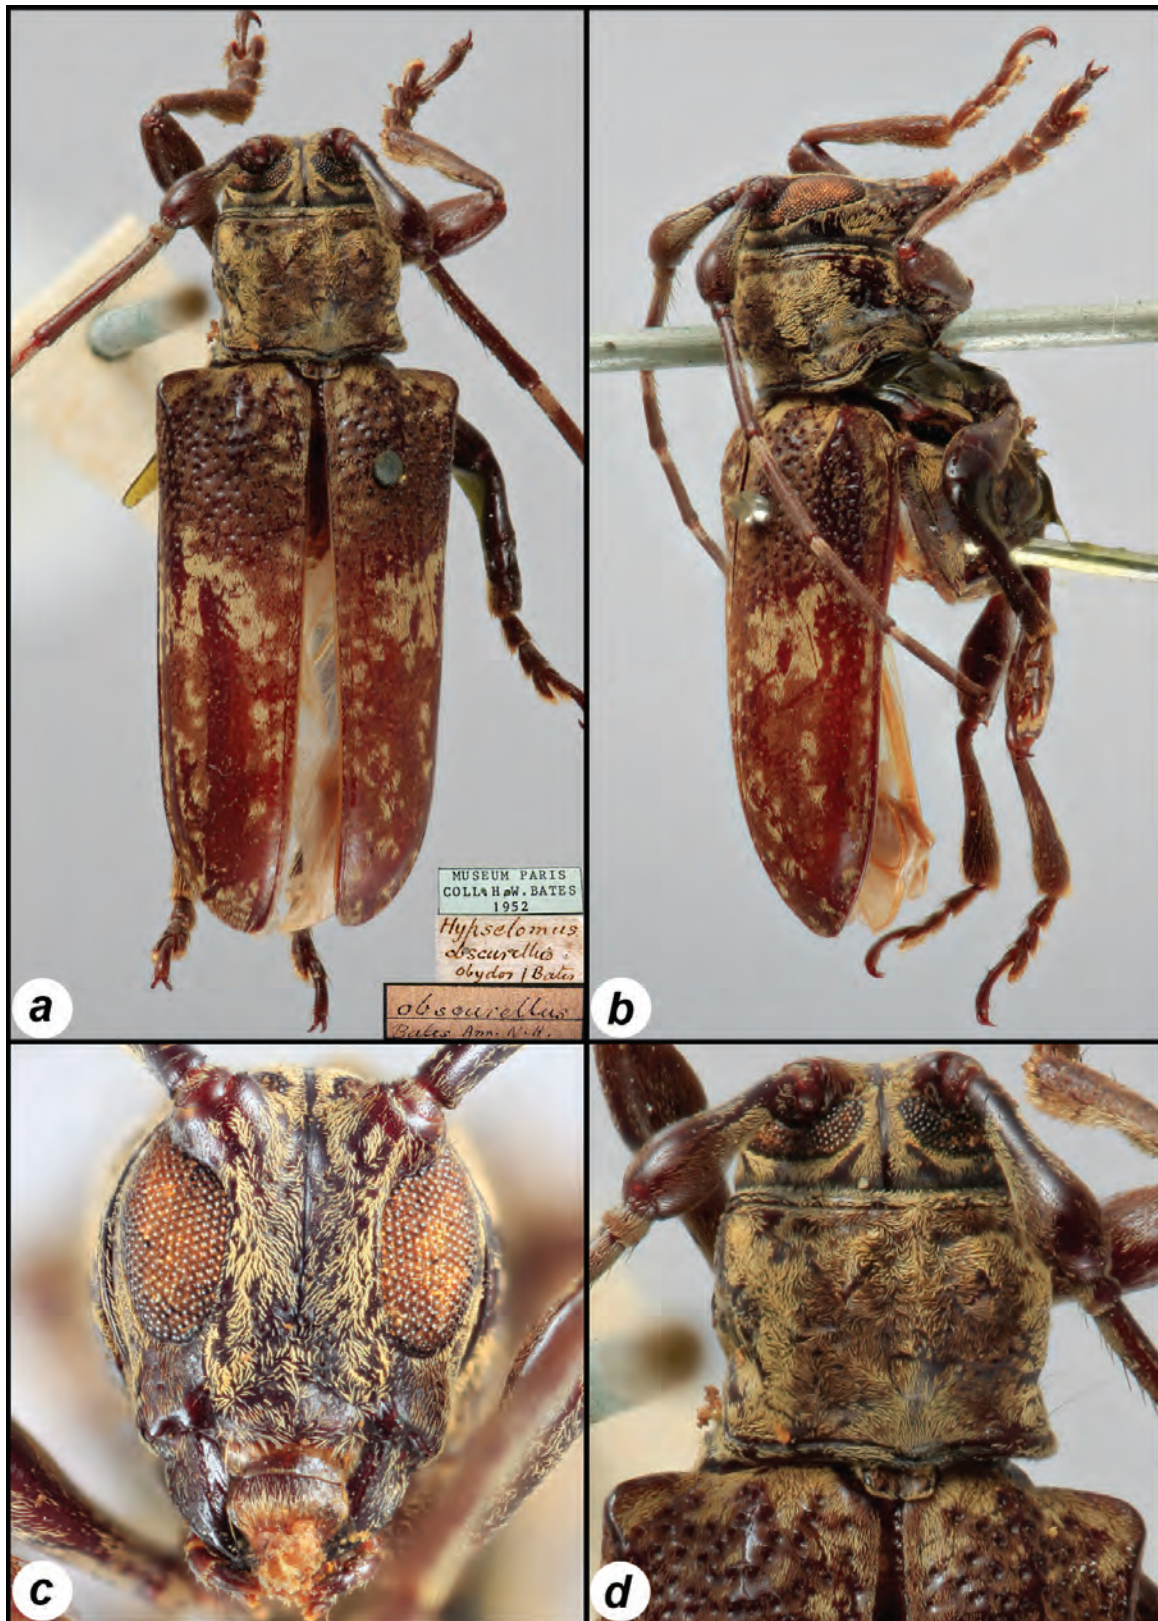 MUSEUM PARIS
COLL. H.W. BATES
1952
Hypselomus
obscurellus
Obydos / Bates
obscurellus
Bates Ann. N.H.
a
b
c
d